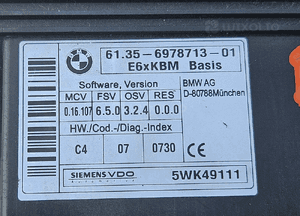 61.35-6978713-01
E6xKBM Basis
Software, Version
MCV FSV OSV RES
0.16.107 6.5.0 3.2.4 0.0.0
HW./Cod-/Diag.-Index
C4 07 0730
BMW AG
D-80788München
CE
SIEMENS VDO
5WK49111